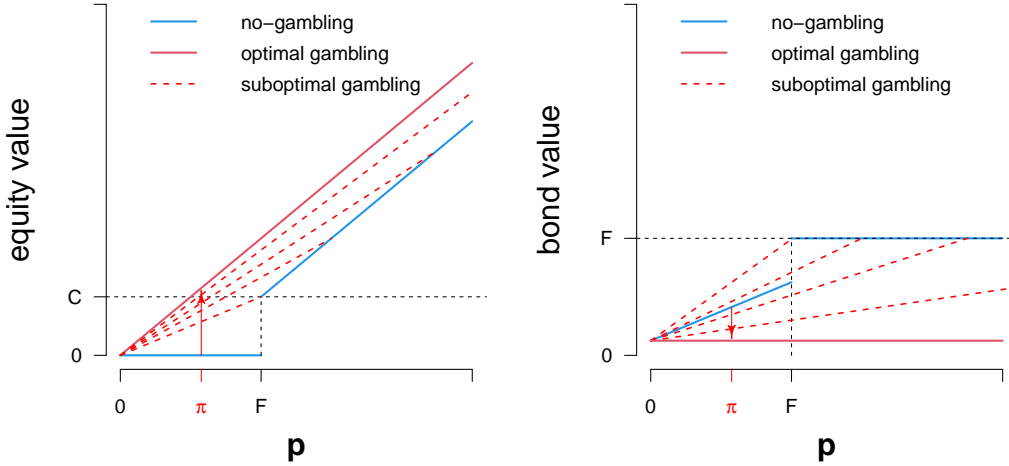 no−gambling
optimal gambling
suboptimal gambling
equity value
C
0
0
π
F
p
no−gambling
optimal gambling
suboptimal gambling
bond value
F
0
0
π
F
p